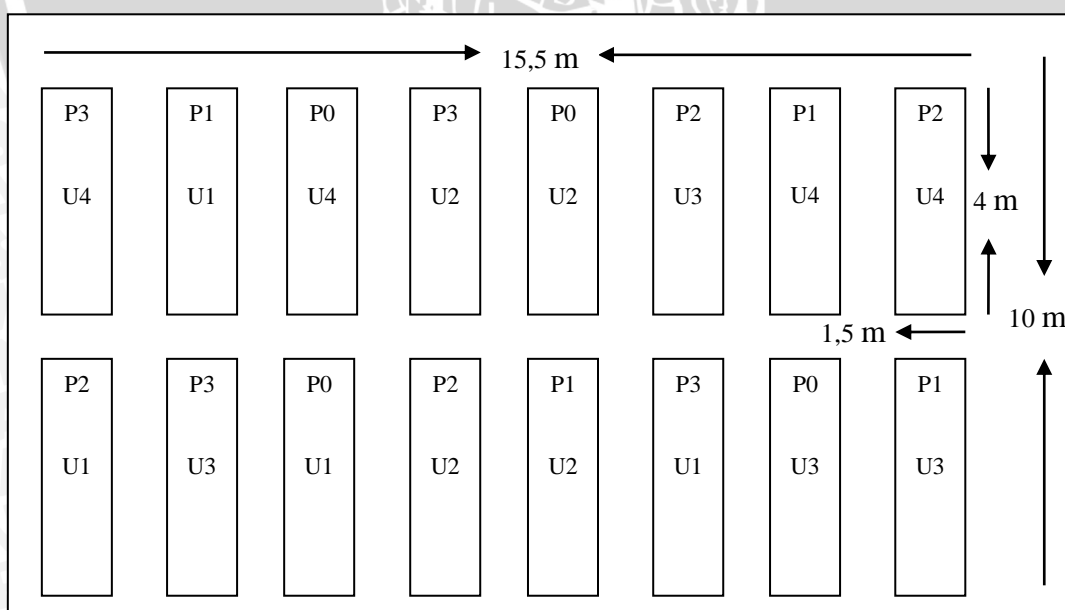 15,5 m
P3 P1 P0 P3 P0 P2 P1 P2
U4 U1 U4 U2 U2 U3 U4 U4
4 m
10 m
1,5 m
P2 P3 P0 P2 P1 P3 P0 P1
U1 U3 U1 U2 U2 U1 U3 U3